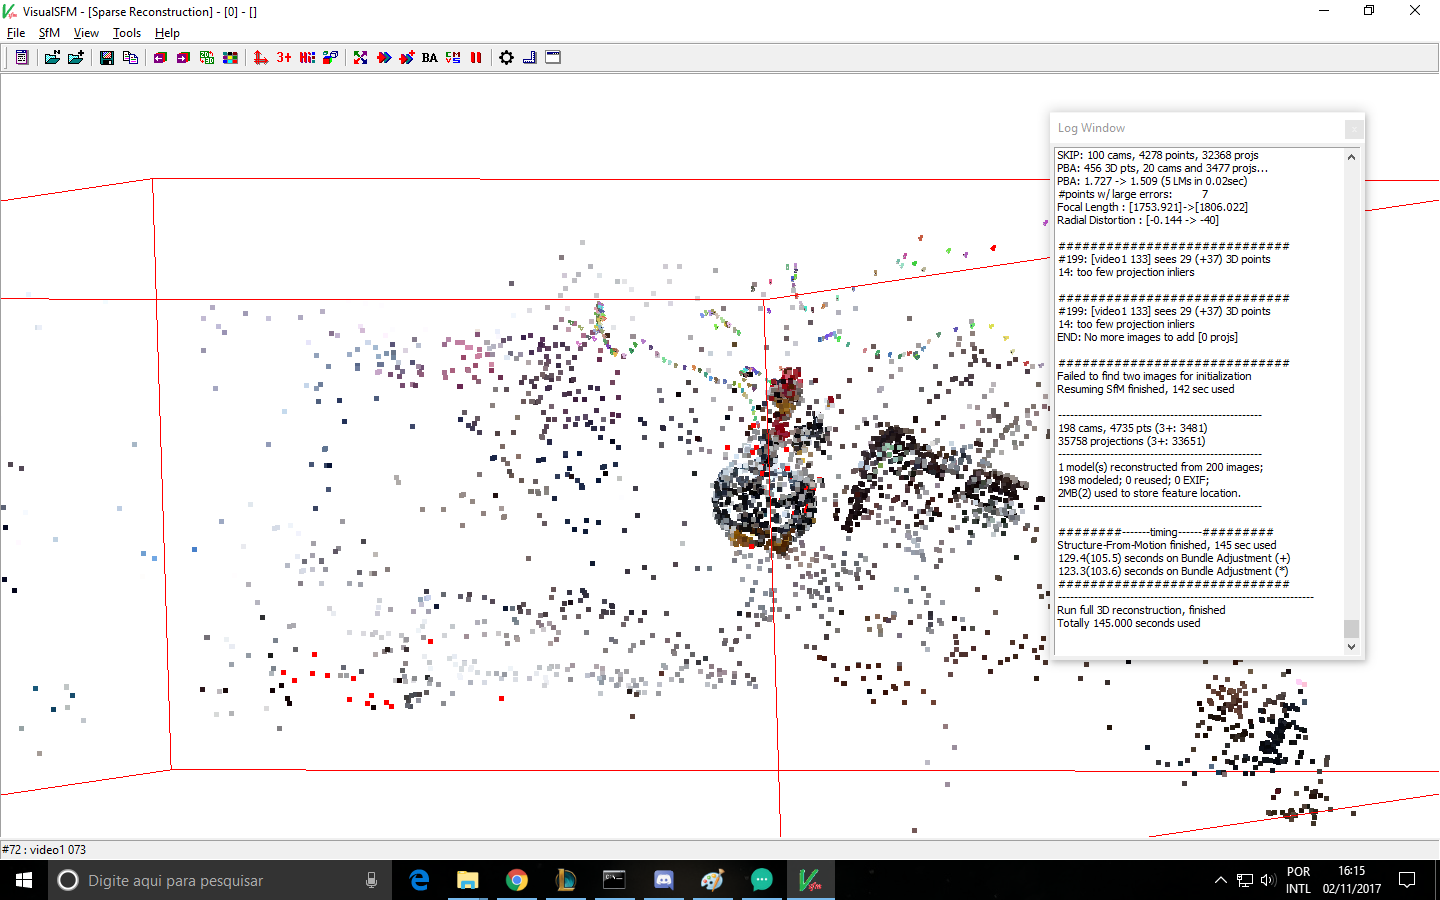 VisualSFM - [Sparse Reconstruction] - [0] - []
File SfM View Tools Help
3+ BA
Log Window
SKIP: 100 cams, 4278 points, 32368 projs
PBA: 456 3D pts, 20 cams and 3477 projs...
PBA: 1.727 -> 1.509 (5 LMs in 0.02sec)
#points w/ large errors: 7
Focal Length : [1753.921]->[1806.022]
Radial Distortion : [-0.144 -> -40]
##############################
#199: [video1 133] sees 29 (+37) 3D points
14: too few projection inliers
##############################
#199: [video1 133] sees 29 (+37) 3D points
14: too few projection inliers
END: No more images to add [0 projs]
##############################
Failed to find two images for initialization
Resuming SfM finished, 142 sec used
----------------------------------------------------
198 cams, 4735 pts (3+: 3481)
35758 projections (3+: 33651)
----------------------------------------------------
1 model(s) reconstructed from 200 images;
198 modeled; 0 reused; 0 EXIF;
2MB(2) used to store feature location.
----------------------------------------------------
########-------timing------#########
Structure-From-Motion finished, 145 sec used
129.4(105.5) seconds on Bundle Adjustment (+)
123.3(103.6) seconds on Bundle Adjustment (*)
##############################
----------------------------------------------------------------
Run full 3D reconstruction, finished
Totally 145.000 seconds used
#72 : video1 073
Digite aqui para pesquisar
POR
INTL
16:15
02/11/2017